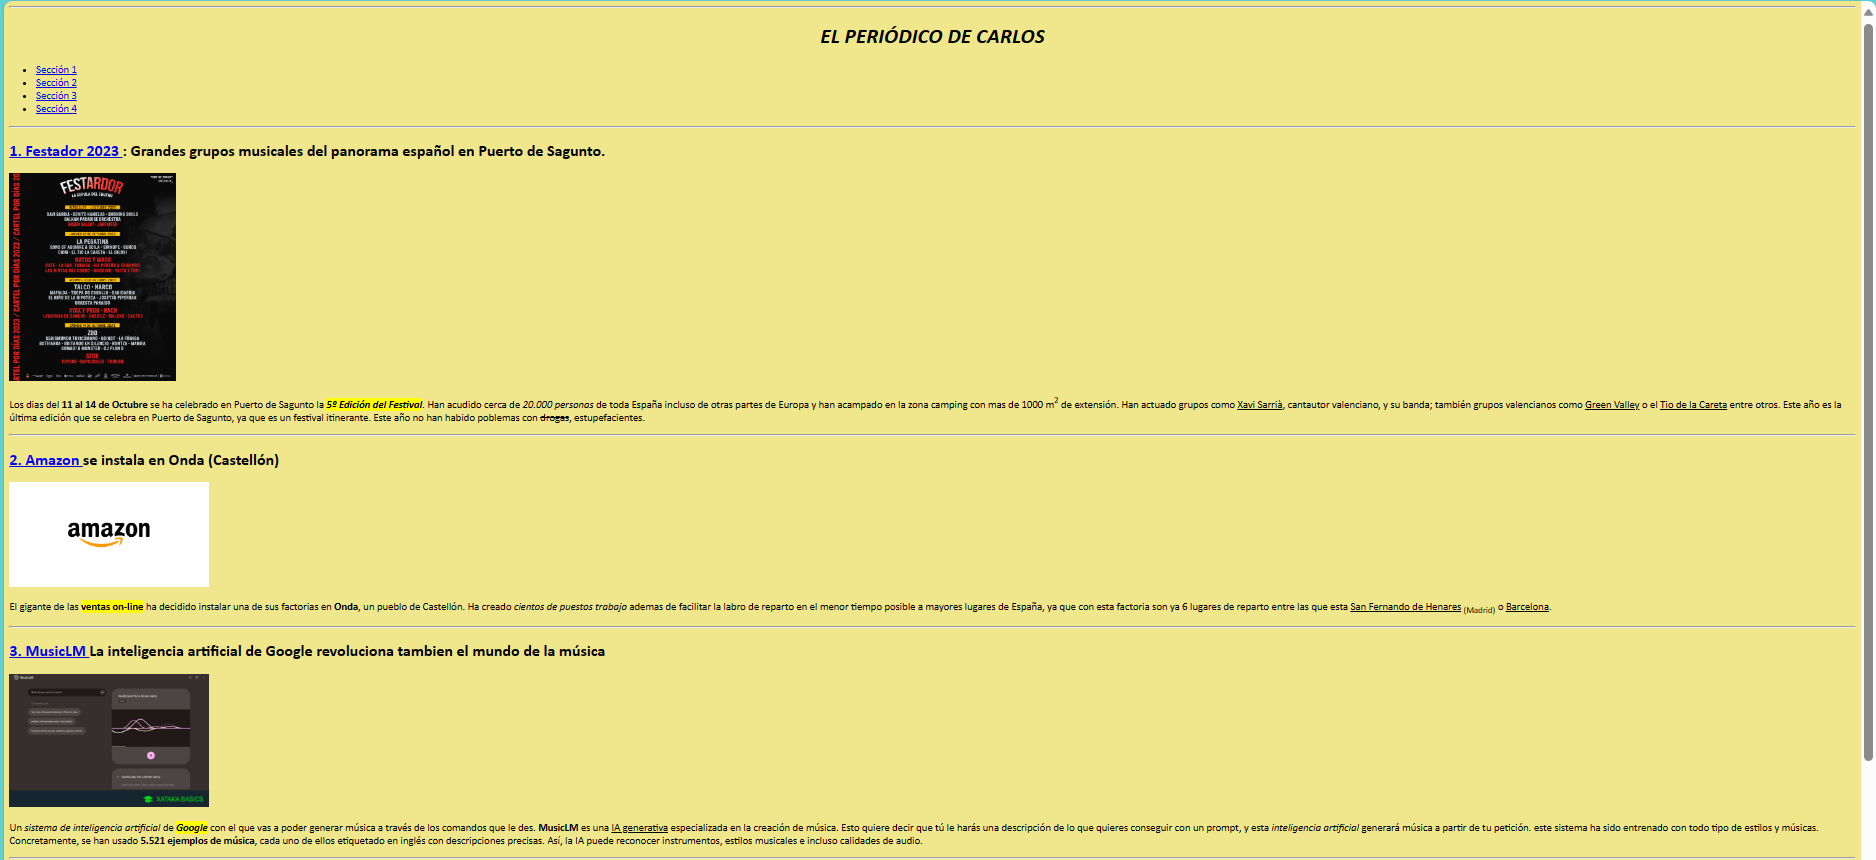 EL PERIÓDICO DE CARLOS
Sección 1
Sección 2
Sección 3
Sección 4
1. Festador 2023 : Grandes grupos musicales del panorama español en Puerto de Sagunto.
FESTARDOR
LA PEGATINA
NATOS Y WAOR
TALCO · NARCO
AYAX Y PROK · NACH
ZOO
Los dias del 11 al 14 de Octubre se ha celebrado en Puerto de Sagunto la 5º Edición del Festival. Han acudido cerca de 20.000 personas de toda España incluso de otras partes de Europa y han acampado en la zona camping con mas de 1000 m2 de extensión. Han actuado grupos como Xavi Sarrià, cantautor valenciano, y su banda; también grupos valencianos como Green Valley o el Tio de la Careta entre otros. Este año es la
última edición que se celebra en Puerto de Sagunto, ya que es un festival itinerante. Este año no han habido poblemas con drogas, estupefacientes.
2. Amazon se instala en Onda (Castellón)
amazon
El gigante de las ventas on-line ha decidido instalar una de sus factorias en Onda, un pueblo de Castellón. Ha creado cientos de puestos trabajo ademas de facilitar la labro de reparto en el menor tiempo posible a mayores lugares de España, ya que con esta factoria son ya 6 lugares de reparto entre las que esta San Fernando de Henares (Madrid) o Barcelona.
3. MusicLM La inteligencia artificial de Google revoluciona tambien el mundo de la música
MusicLM
XATAKA BASICS
Un sistema de inteligencia artificial de Google con el que vas a poder generar música a través de los comandos que le des. MusicLM es una IA generativa especializada en la creación de música. Esto quiere decir que tú le harás una descripción de lo que quieres conseguir con un prompt, y esta inteligencia artificial generará música a partir de tu petición. este sistema ha sido entrenado con todo tipo de estilos y músicas.
Concretamente, se han usado 5.521 ejemplos de música, cada uno de ellos etiquetado en inglés con descripciones precisas. Así, la IA puede reconocer instrumentos, estilos musicales e incluso calidades de audio.